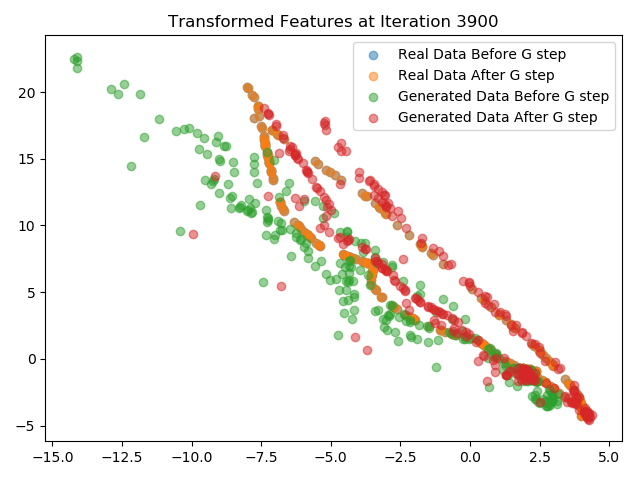 Transformed Features at Iteration 3900
Real Data Before G step
Real Data After G step
Generated Data Before G step
Generated Data After G step
20
15
10
5
0
−5
−15.0 −12.5 −10.0 −7.5 −5.0 −2.5 0.0 2.5 5.0